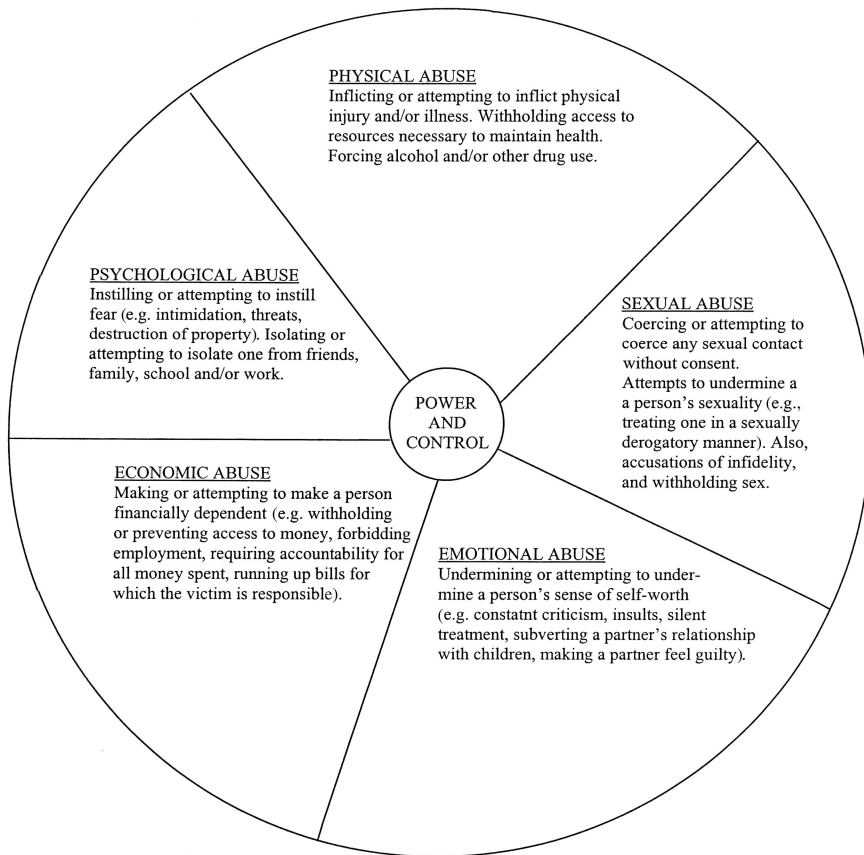 PHYSICAL ABUSE
Inflicting or attempting to inflict physical
injury and/or illness. Withholding access to
resources necessary to maintain health.
Forcing alcohol and/or other drug use.
PSYCHOLOGICAL ABUSE
Instilling or attempting to instill
fear (e.g. intimidation, threats,
destruction of property). Isolating or
attempting to isolate one from friends,
family, school and/or work.
SEXUAL ABUSE
Coercing or attempting to
coerce any sexual contact
without consent.
Attempts to undermine a
a person's sexuality (e.g.,
treating one in a sexually
derogatory manner). Also,
accusations of infidelity,
and withholding sex.
POWER
AND
CONTROL
ECONOMIC ABUSE
Making or attempting to make a person
financially dependent (e.g. withholding
or preventing access to money, forbidding
employment, requiring accountability for
all money spent, running up bills for
which the victim is responsible).
EMOTIONAL ABUSE
Undermining or attempting to under-
mine a person's sense of self-worth
(e.g. constatnt criticism, insults, silent
treatment, subverting a partner's relationship
with children, making a partner feel guilty).